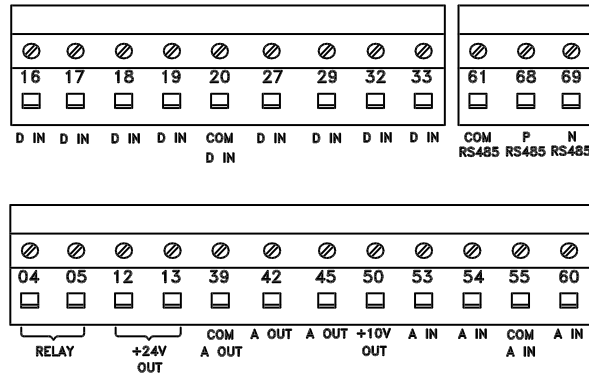 16 17 18 19 20 27 29 32 33 61 68 69
D IN D IN D IN D IN COM D IN D IN D IN D IN COM P N
D IN RS485 RS485 RS485
04 05 12 13 39 42 45 50 53 54 55 60
RELAY +24V COM A OUT A OUT +10V A IN A IN COM A IN
OUT A OUT OUT A IN